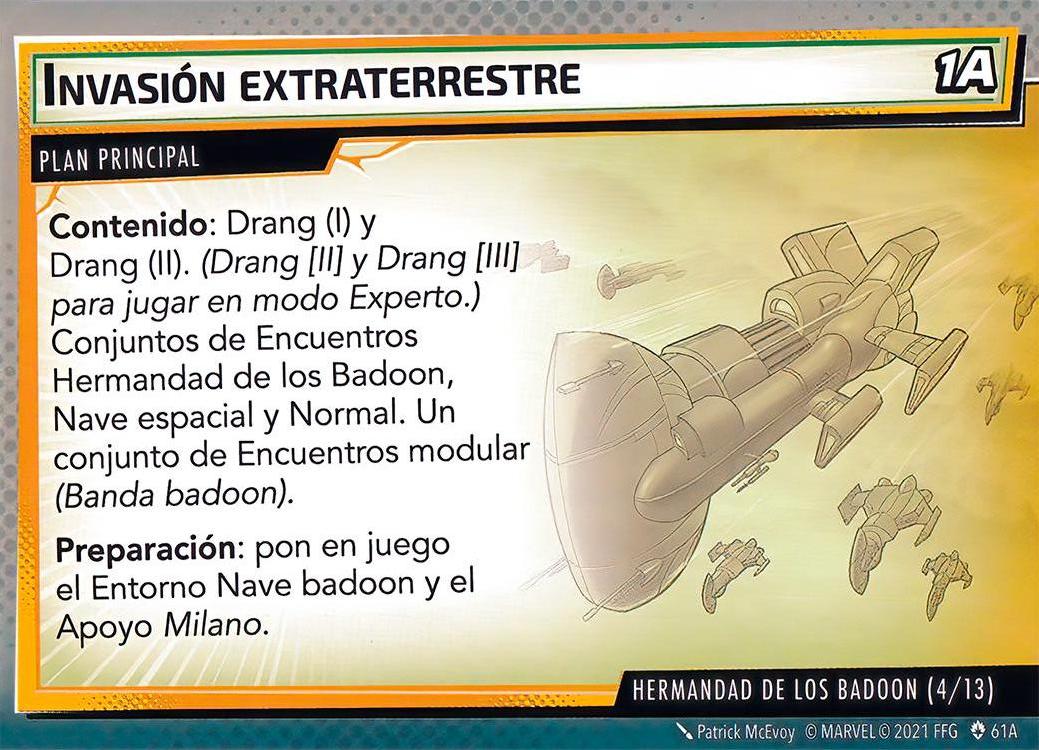 INVASIÓN EXTRATERRESTRE
1A
PLAN PRINCIPAL
Contenido: Drang (I) y
Drang (II). (Drang [II] y Drang [III]
para jugar en modo Experto.)
Conjuntos de Encuentros
Hermandad de los Badoon,
Nave espacial y Normal. Un
conjunto de Encuentros modular
(Banda badoon).
Preparación: pon en juego
el Entorno Nave badoon y el
Apoyo Milano.
HERMANDAD DE LOS BADOON (4/13)
Patrick McEvoy © MARVEL © 2021 FFG 61A